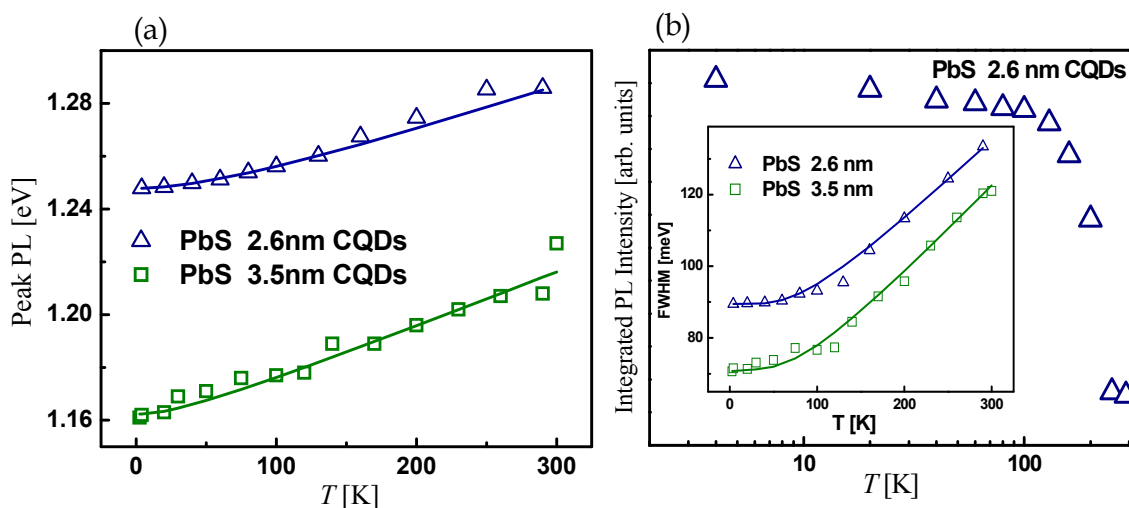 (a)
1.28
1.24
1.20
1.16
Peak PL [eV]
PbS 2.6nm CQDs
PbS 3.5nm CQDs
0
100
200
300
T [K]
(b)
PbS 2.6 nm CQDs
Integrated PL Intensity [arb. units]
PbS 2.6 nm
PbS 3.5 nm
120
100
80
FWHM [meV]
0
100
200
300
T [K]
10
100
T [K]